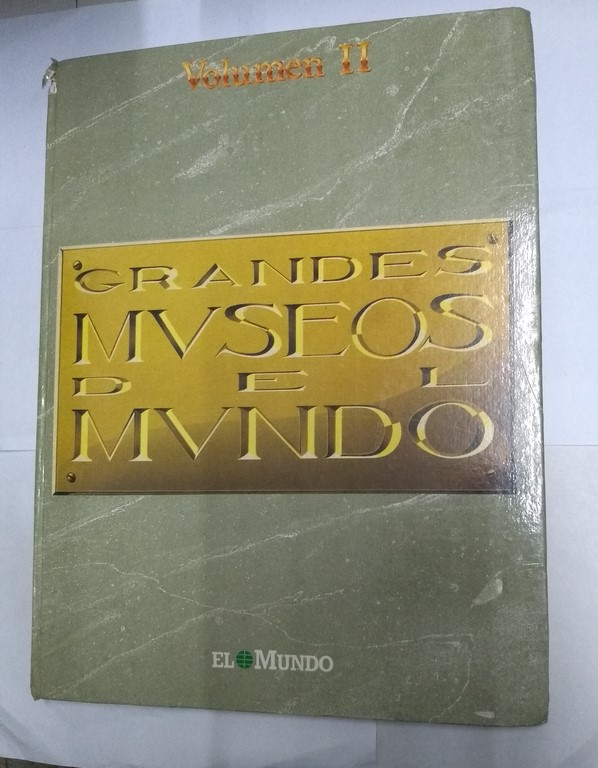 Volumen II
GRANDES
MVSEOS
DEL
MVNDO
EL MUNDO